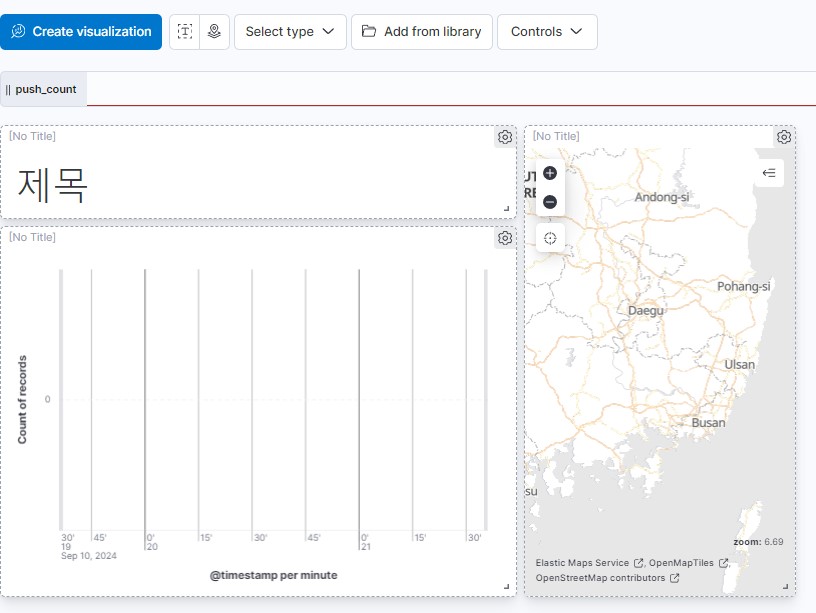 Create visualization
Select type
Add from library
Controls
push_count
[No Title]
제목
[No Title]
Count of records
0
30' 45' 0' 15' 30' 45' 0' 15' 30'
19 20 21
Sep 10, 2024
@timestamp per minute
[No Title]
Andong-si
Pohang-si
Daegu
Ulsan
Busan
su
zoom: 6.69
Elastic Maps Service , OpenMapTiles ,
OpenStreetMap contributors